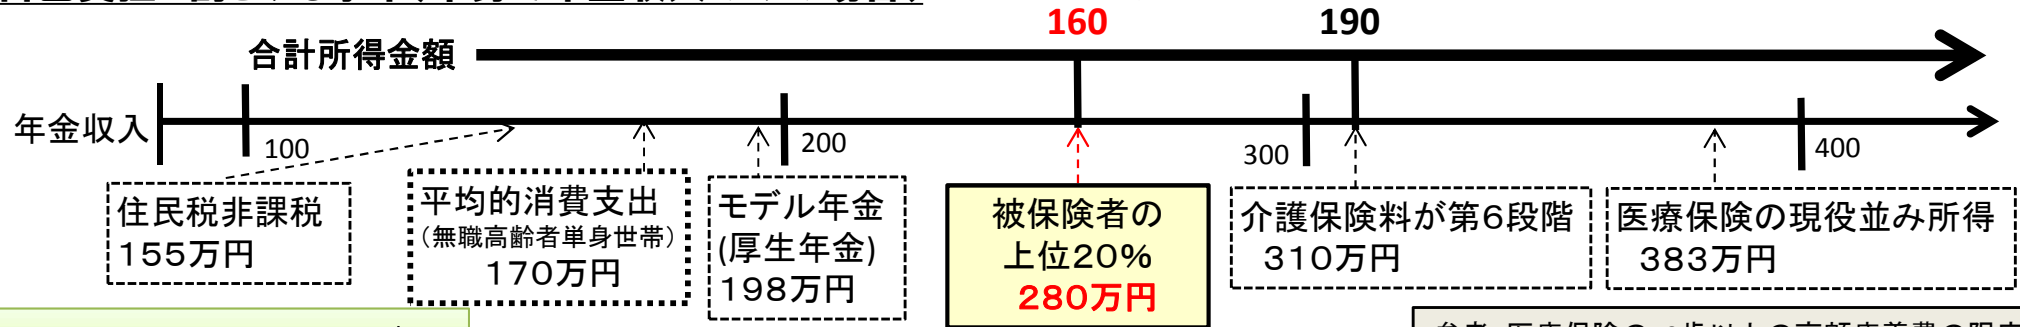 160
190
合計所得金額
年金収入
100
200
300
400
住民税非課税
155万円
平均的消費支出
（無職高齢者単身世帯）
170万円
モデル年金
(厚生年金)
198万円
被保険者の
上位20%
280万円
介護保険料が第6段階
310万円
医療保険の現役並み所得
383万円